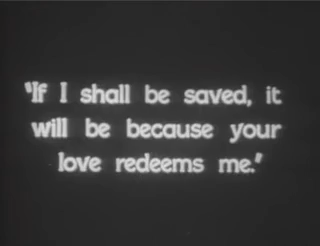 "If I shall be saved, it
will be because your
love redeems me."